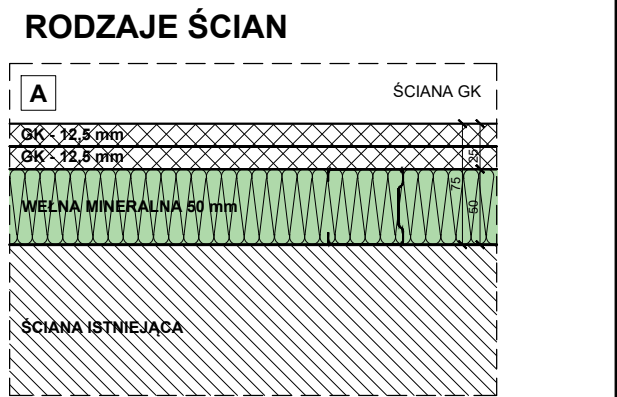 RODZAJE ŚCIAN
A
ŚCIANA GK
GK - 12,5 mm
GK - 12,5 mm
25
75
WEŁNA MINERALNA 50 mm
50
ŚCIANA ISTNIEJĄCA